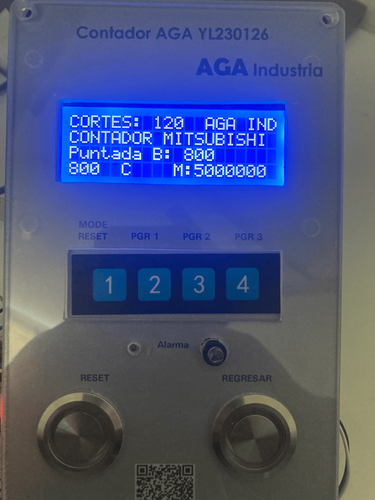 Contador AGA YL230126
AGA Industria
CORTES: 120 AGA IND
CONTADOR MITSUBISHI
Puntada B: 800
800 C M:5000000
MODE
RESET PGR 1 PGR 2 PGR 3
1 2 3 4
Alarma
RESET REGRESAR